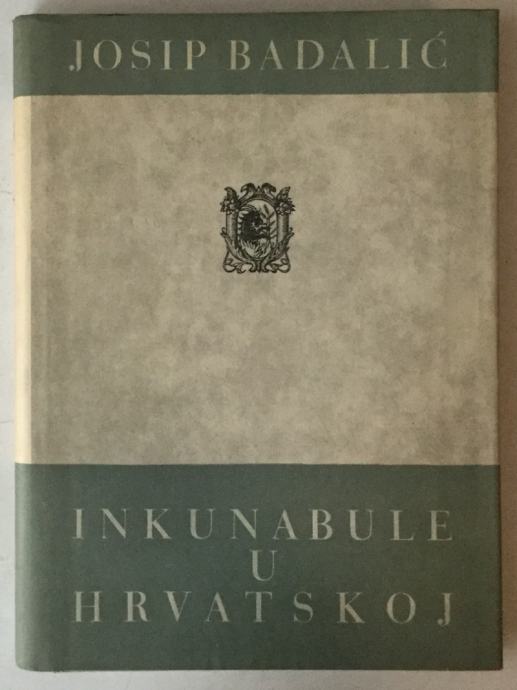 JOSIP BADALIĆ
INKUNABULE
U
HRVATSKOJ